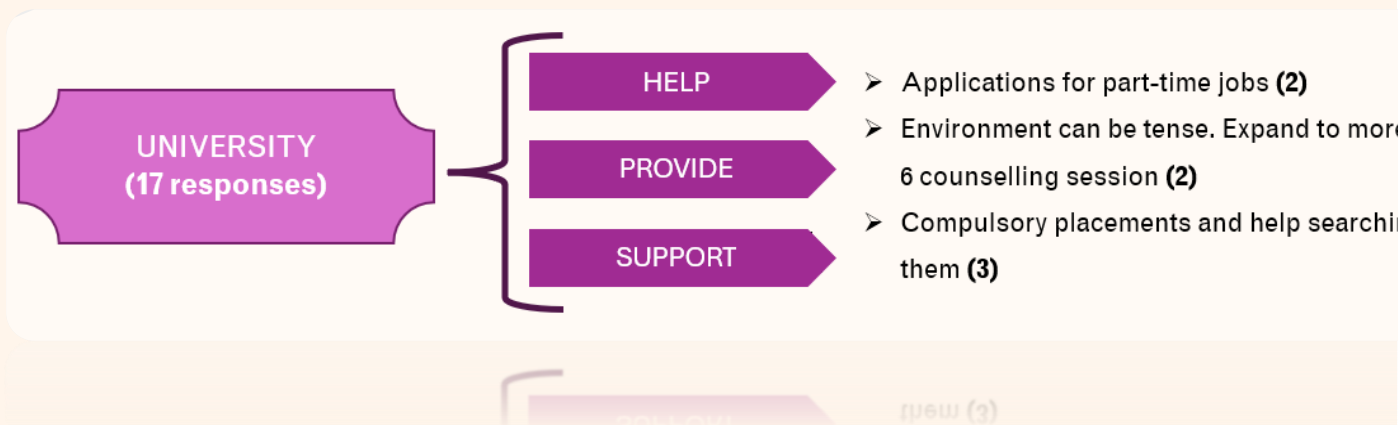 UNIVERSITY
(17 responses)
HELP
PROVIDE
SUPPORT
➢ Applications for part-time jobs (2)
➢ Environment can be tense. Expand to more
6 counselling session (2)
➢ Compulsory placements and help
them (3)